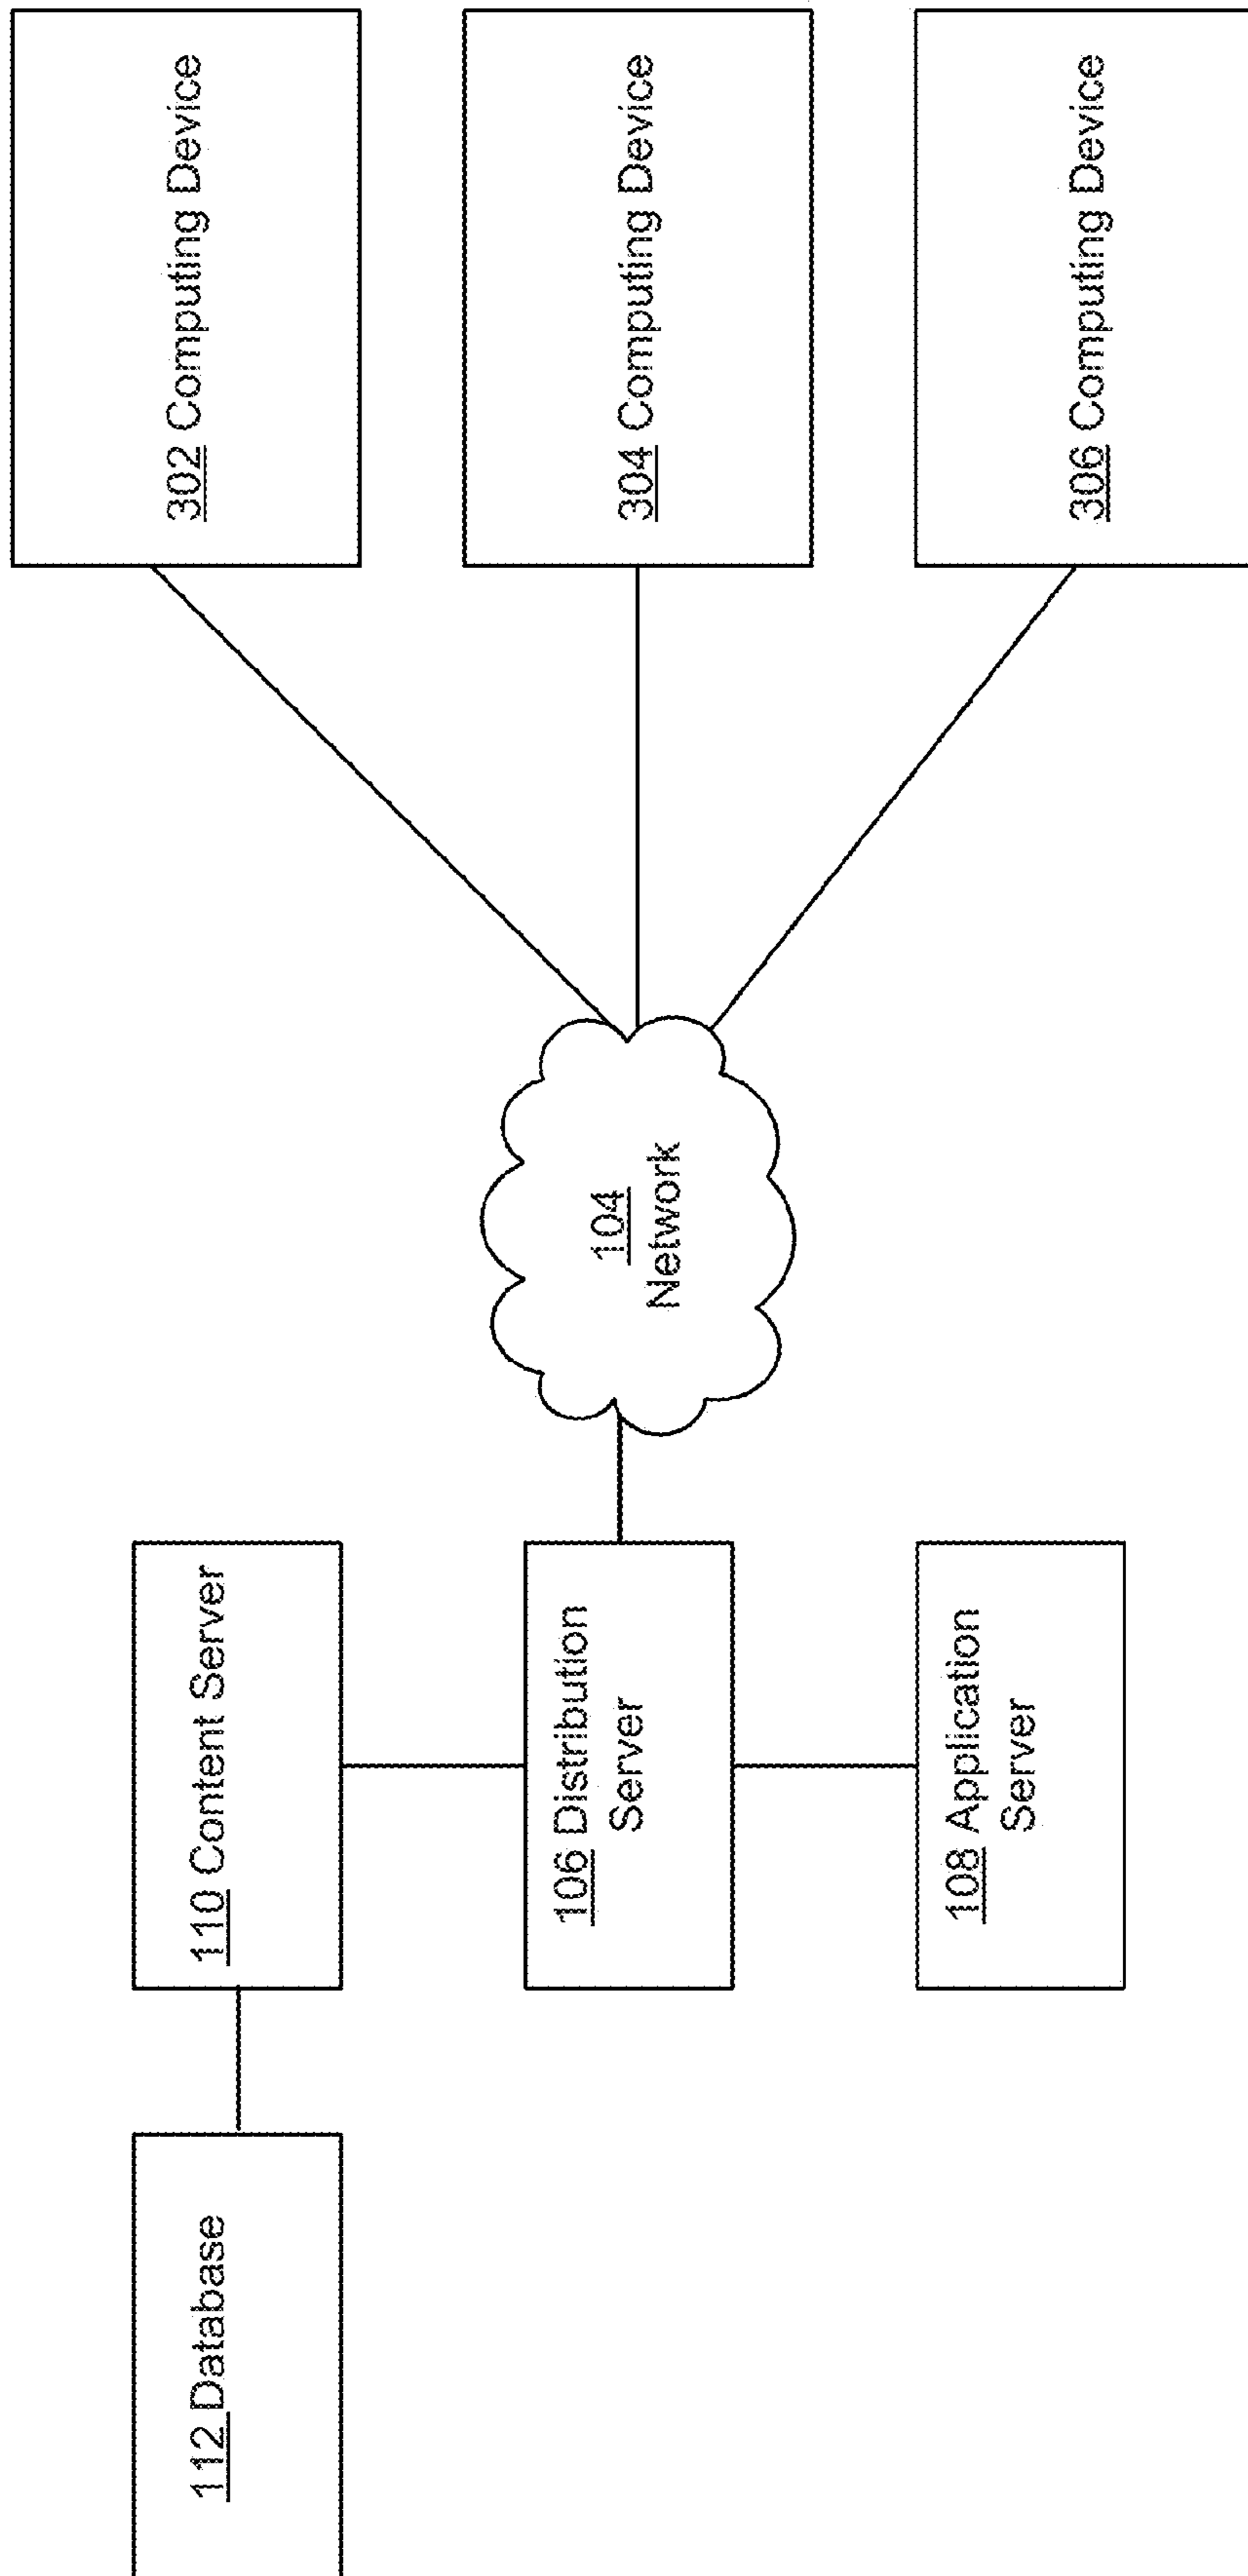 112 Database
110 Content Server
106 Distribution
Server
108 Application
Server
104
Network
302 Computing Device
304 Computing Device
306 Computing Device